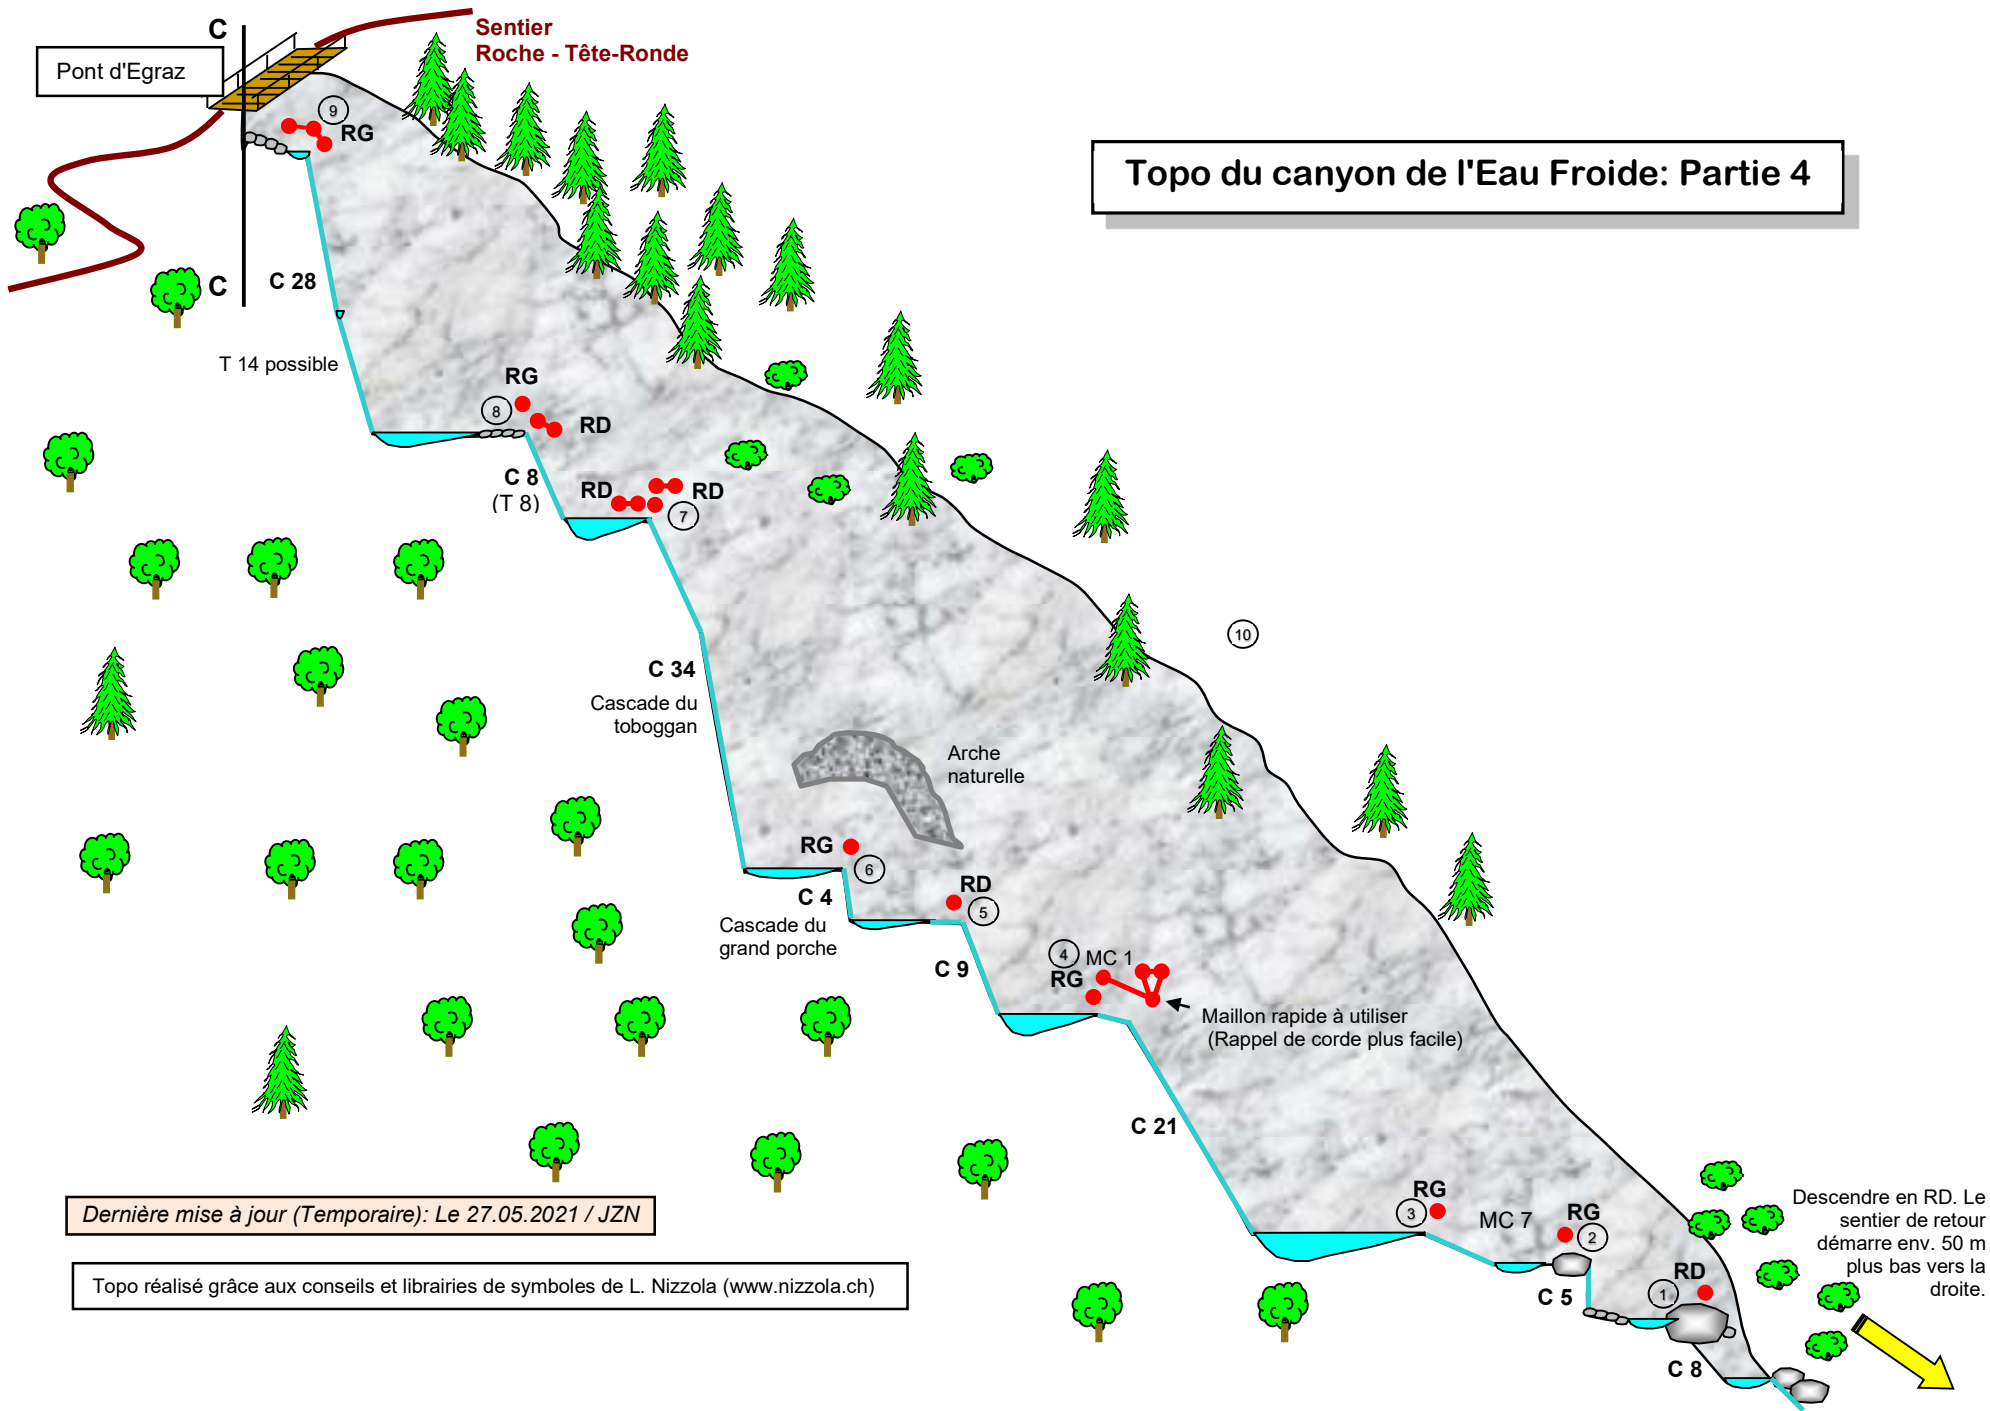 C
Sentier
Roche - Tête-Ronde
Pont d'Egraz
9
RG
Topo du canyon de l'Eau Froide: Partie 4
C
C 28
T 14 possible
RG
8
RD
C 8
(T 8)
RD
RD
7
10
C 34
Cascade du
toboggan
Arche
naturelle
RG
6
C 4
RD
5
Cascade du
grand porche
C 9
4
MC 1
RG
Maillon rapide à utiliser
(Rappel de corde plus facile)
C 21
RG
3
MC 7
RG
2
RD
1
C 5
C 8
Descendre en RD. Le
sentier de retour
démarre env. 50 m
plus bas vers la
droite.
Dernière mise à jour (Temporaire): Le 27.05.2021 / JZN
Topo réalisé grâce aux conseils et librairies de symboles de L. Nizzola (www.nizzola.ch)